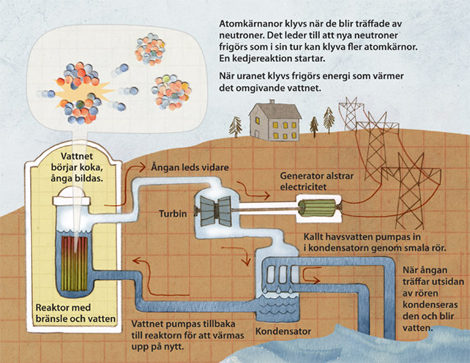 Atomkärnanor klyvs när de blir träffade av
neutroner. Det leder till att nya neutroner
frigörs som i sin tur kan klyva fler atomkärnor.
En kedjereaktion startar.
När uranet klyvs frigörs energi som värmer
det omgivande vattnet.
Vattnet
börjar koka,
ånga bildas.
Ångan leds vidare
Generator alstrar
electricitet
Turbin
Kallt havsvatten pumpas in
i kondensatorn genom smala rör.
När ångan
träffar utsidan
av rören
kondenseras
den och blir
vatten.
Reaktor med
bränsle och vatten
Vattnet pumpas tillbaka
till reaktorn för att värmas
upp på nytt.
Kondensator